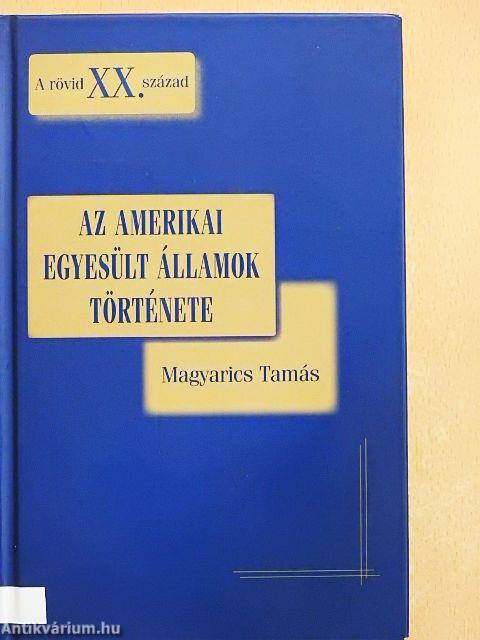 A rövid XX. század
AZ AMERIKAI
EGYESÜLT ÁLLAMOK
TÖRTÉNETE
Magyarics Tamás
Antikvárium.hu